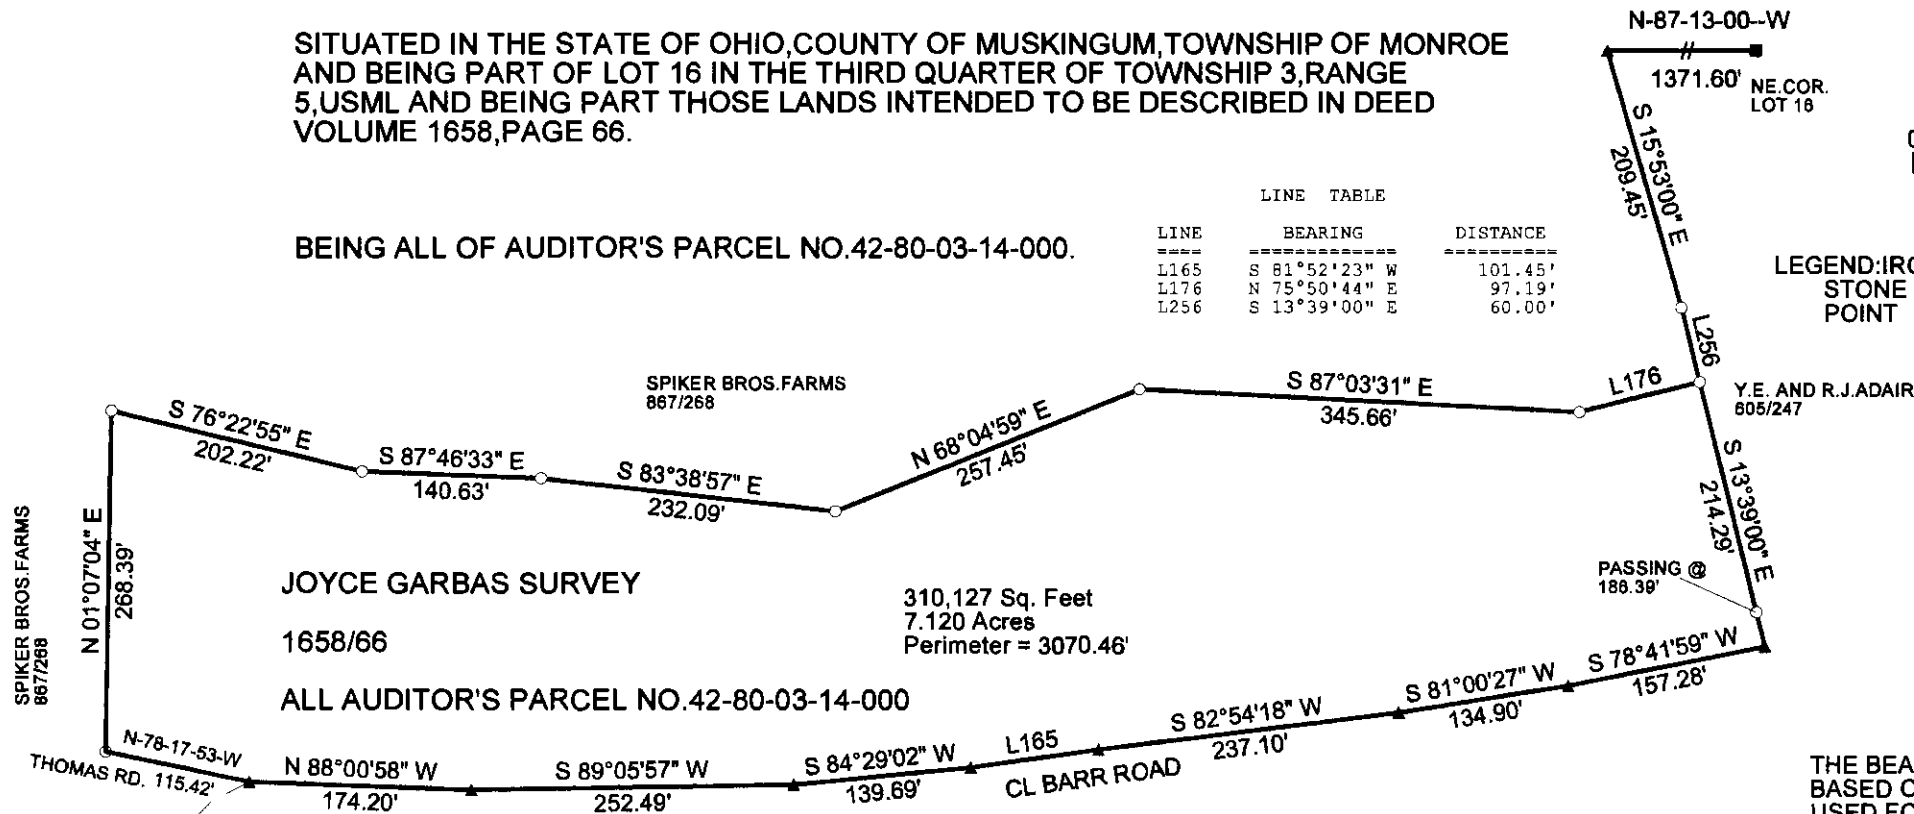 SITUATED IN THE STATE OF OHIO,COUNTY OF MUSKINGUM,TOWNSHIP OF MONROE
AND BEING PART OF LOT 16 IN THE THIRD QUARTER OF TOWNSHIP 3,RANGE
5,USML AND BEING PART THOSE LANDS INTENDED TO BE DESCRIBED IN DEED
VOLUME 1658,PAGE 66.
BEING ALL OF AUDITOR'S PARCEL NO.42-80-03-14-000.
N-87-13-00--W
1371.60'
NE.COR.
LOT 16
S 15°53'00" E
209.45'
LINE TABLE
LINE BEARING DISTANCE
==== ============= ==========
L165 S 81°52'23" W 101.45'
L176 N 75°50'44" E 97.19'
L256 S 13°39'00" E 60.00'
STONE
POINT
L256
SPIKER BROS.FARMS
867/268
S 76°22'55" E
202.22'
S 87°46'33" E
140.63'
S 83°38'57" E
232.09'
N 68°04'59" E
257.45'
S 87°03'31" E
345.66'
L176
Y.E. AND R.J.ADAIR
605/247
S 13°39'00" E
214.29'
PASSING @
186.39'
SPIKER BROS.FARMS
867/268
N 01°07'04" E
268.39'
JOYCE GARBAS SURVEY
1658/66
ALL AUDITOR'S PARCEL NO.42-80-03-14-000
310,127 Sq. Feet
7.120 Acres
Perimeter = 3070.46'
N-78-17-53-W
THOMAS RD. 115.42'
N 88°00'58" W
174.20'
S 89°05'57" W
252.49'
S 84°29'02" W
139.69'
L165
CL BARR ROAD
S 82°54'18" W
237.10'
S 81°00'27" W
134.90'
S 78°41'59" W
157.28'
LEGEND:
THE
BASED